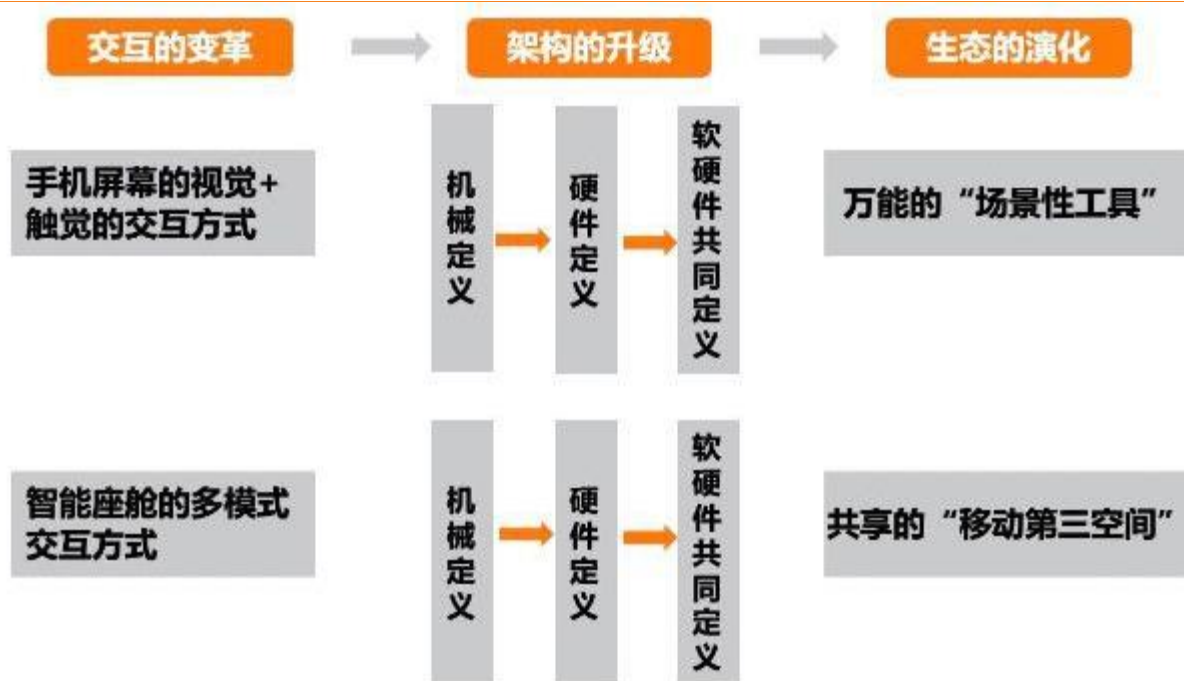 交互的变革
架构的升级
生态的演化
手机屏幕的视觉+
触觉的交互方式
机械定义
硬件定义
软硬件共同定义
万能的“场景性工具”
智能座舱的多模式
交互方式
机械定义
硬件定义
软硬件共同定义
共享的“移动第三空间”